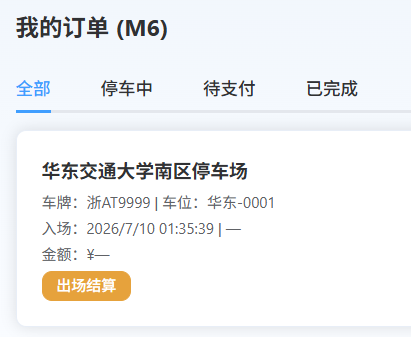 我的订单 (M6)
全部 停车中 待支付 已完成
华东交通大学南区停车场
车牌：浙AT9999 | 车位：华东-0001
入场：2026/7/10 01:35:39 | —
金额：¥—
出场结算